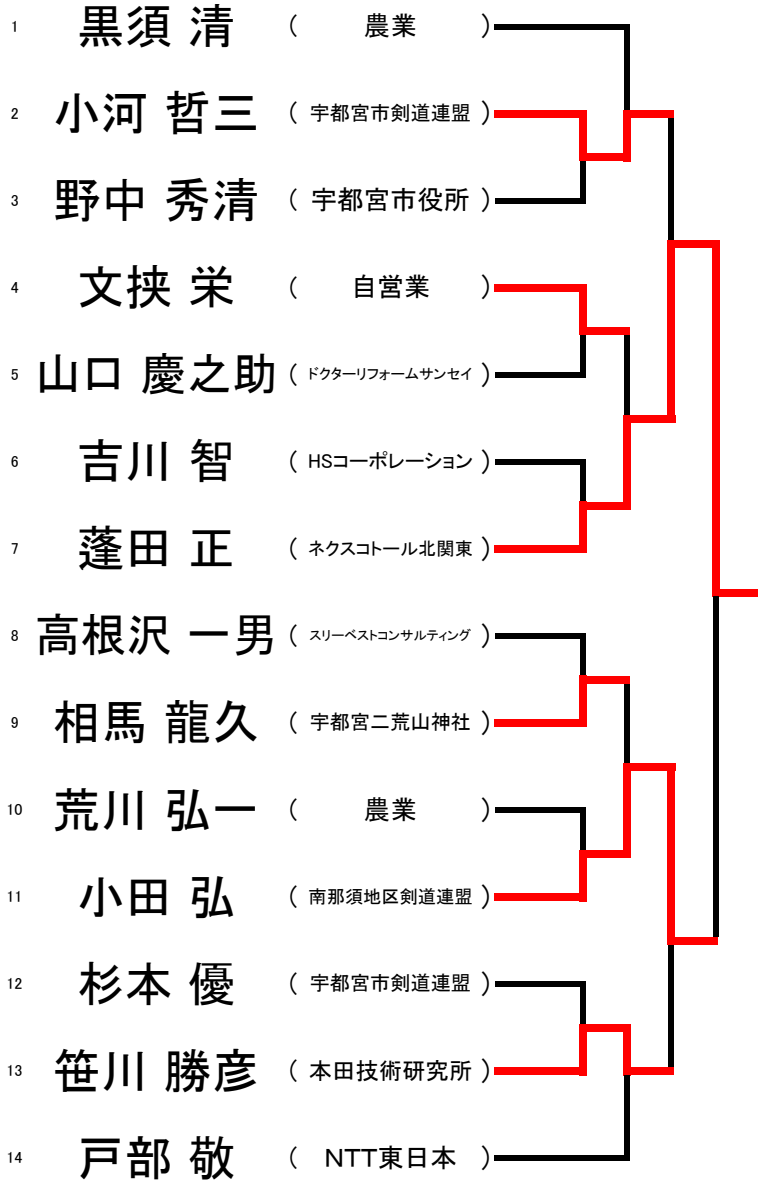 1 黒須 清 ( 農業 )
2 小河 哲三 ( 宇都宮市剣道連盟 )
3 野中 秀清 ( 宇都宮市役所 )
4 文挟 栄 ( 自営業 )
5 山口 慶之助 ( ドクターリフォームサンセイ )
6 吉川 智 ( HSコーポレーション )
7 蓬田 正 ( ネクスコトール北関東 )
8 高根沢 一男 ( スリーベストコンサルティング )
9 相馬 龍久 ( 宇都宮二荒山神社 )
10 荒川 弘一 ( 農業 )
11 小田 弘 ( 南那須地区剣道連盟 )
12 杉本 優 ( 宇都宮市剣道連盟 )
13 笹川 勝彦 ( 本田技術研究所 )
14 戸部 敬 ( NTT東日本 )